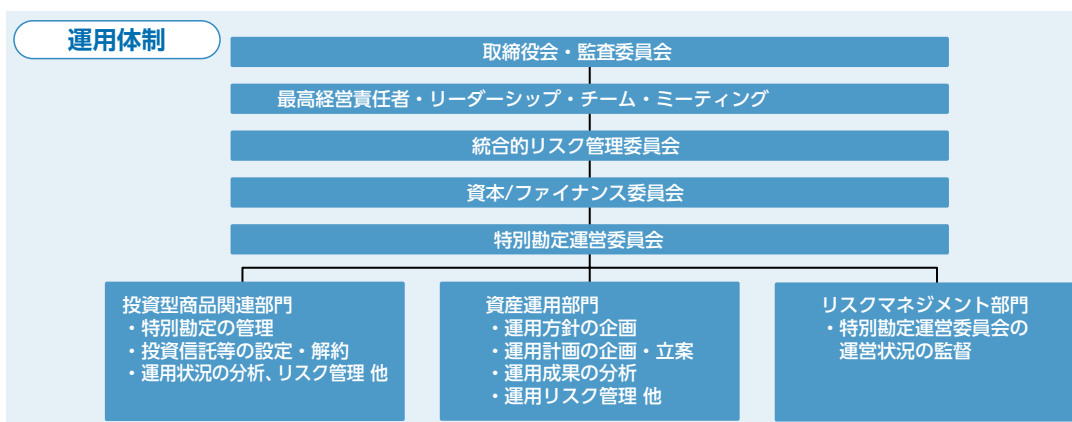 運用体制
取締役会・監査委員会
最高経営責任者・リーダーシップ・チーム・ミーティング
統合的リスク管理委員会
資本/ファイナンス委員会
特別勘定運営委員会
投資型商品関連部門
・特別勘定の管理
・投資信託等の設定・解約
・運用状況の分析、リスク管理 他
資産運用部門
・運用方針の企画
・運用計画の企画・立案
・運用成果の分析
・運用リスク管理 他
リスクマネジメント部門
・特別勘定運営委員会の
運営状況の監督